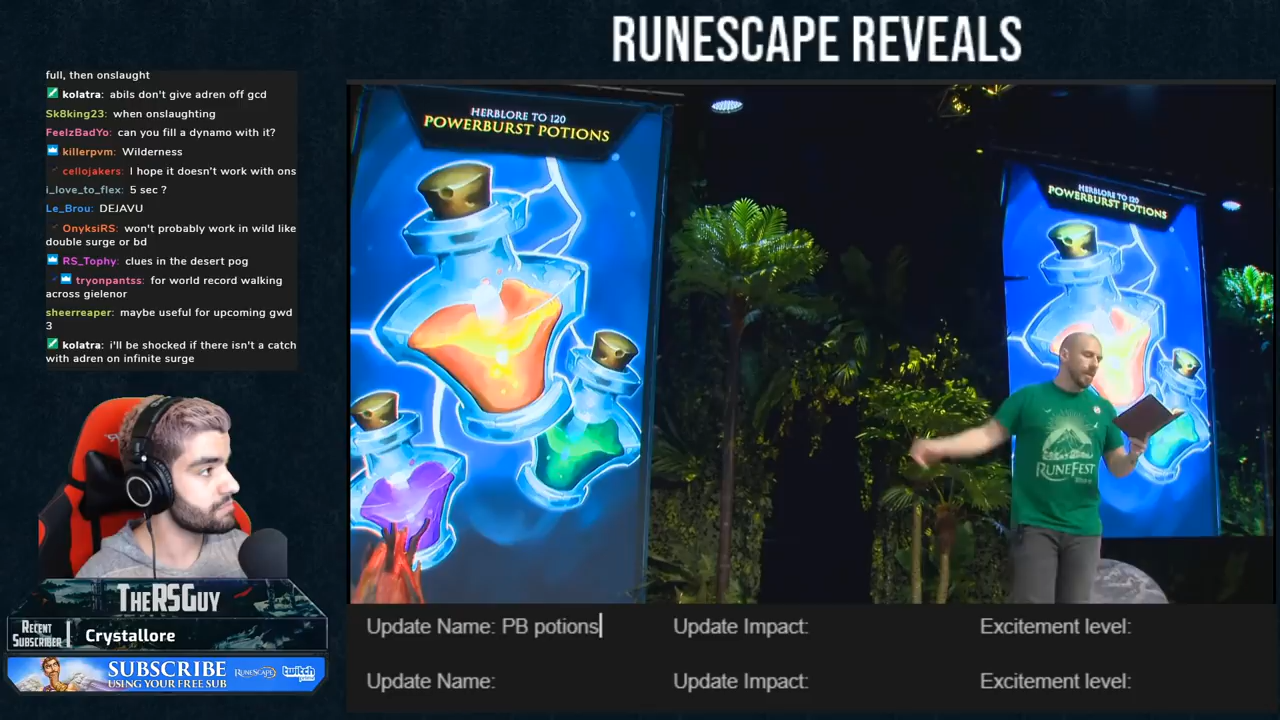 RUNESCAPE REVEALS
full, then onslaught
kolatra: abils don't give adren off gcd
Sk8king23: when onslaughting
FeelzBadYo: can you fill a dynamo with it?
killerpvm: Wilderness
cellojakers: I hope it doesn't work with ons
i_love_to_flex: 5 sec ?
Le_Brou: DEJAVU
OnyksiRS: won't probably work in wild like
double surge or bd
RS_Tophy: clues in the desert pog
tryonpantss: for world record walking
across gielenor
sheerreaper: maybe useful for upcoming gwd
3
kolatra: i'll be shocked if there isn't a catch
with adren on infinite surge
HERBLORE TO 120
POWERBURST POTIONS
HERBLORE TO 120
POWERBURST POTIONS
RUNEFEST
THERSGUY
RECENT
SUBSCRIBER
Crystallore
SUBSCRIBE
USING YOUR FREE SUB
RUNESCAPE
twitch
prime
Update Name: PB potions
Update Impact:
Excitement level:
Update Name:
Update Impact:
Excitement level: